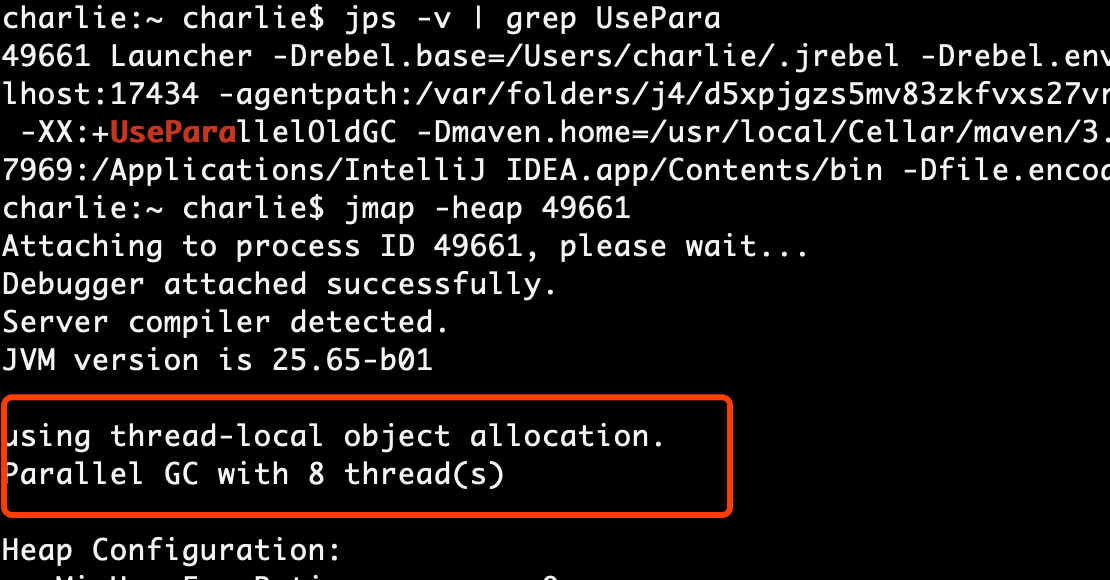 charlie:~ charlie$ jps -v | grep UsePara
49661 Launcher -Drebel.base=/Users/charlie/.jrebel -Drebel.env
lhost:17434 -agentpath:/var/folders/j4/d5xpjgzs5mv83zkfvxs27vr
-XX:+UseParallelOldGC -Dmaven.home=/usr/local/Cellar/maven/3.
7969:/Applications/IntelliJ IDEA.app/Contents/bin -Dfile.encod
charlie:~ charlie$ jmap -heap 49661
Attaching to process ID 49661, please wait...
Debugger attached successfully.
Server compiler detected.
JVM version is 25.65-b01
using thread-local object allocation.
Parallel GC with 8 thread(s)
Heap Configuration: